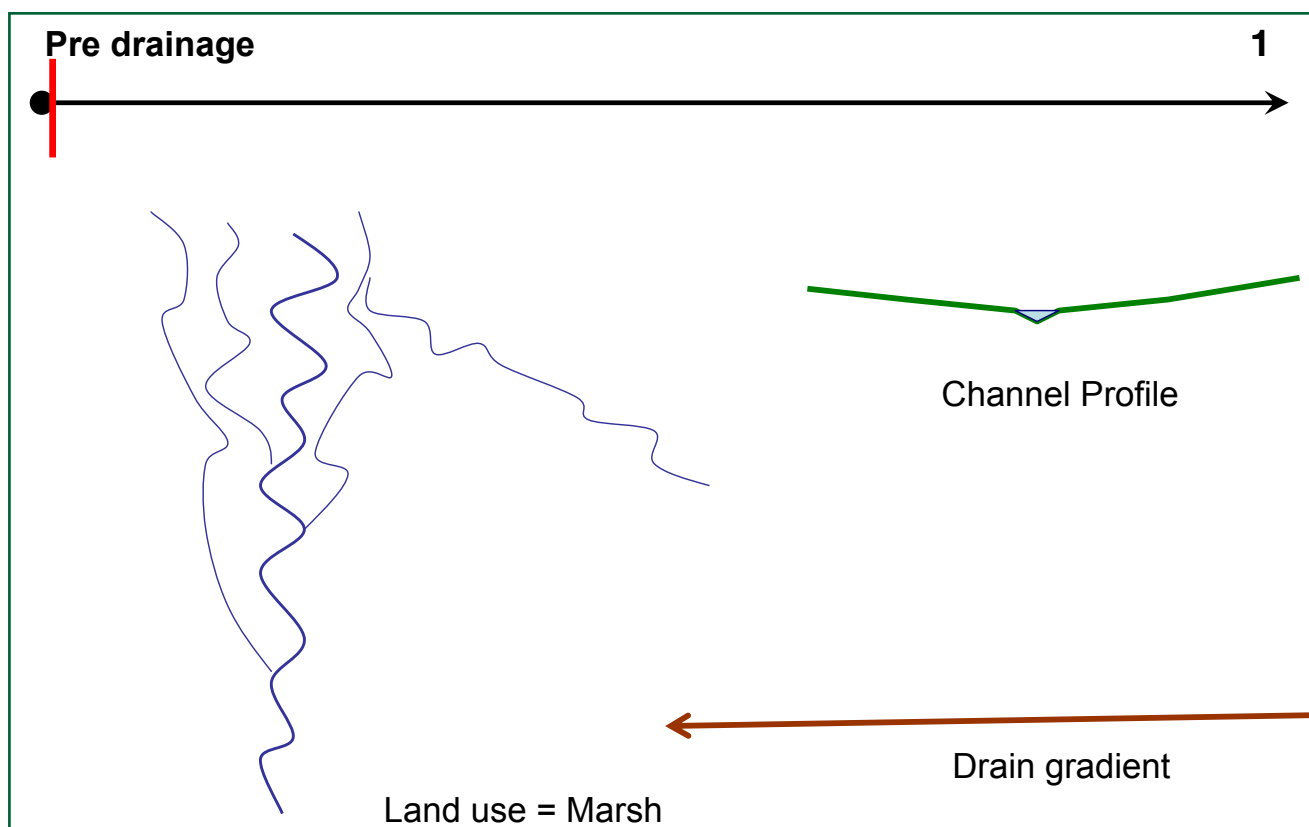 Pre drainage
1
Channel Profile
Drain gradient
Land use = Marsh